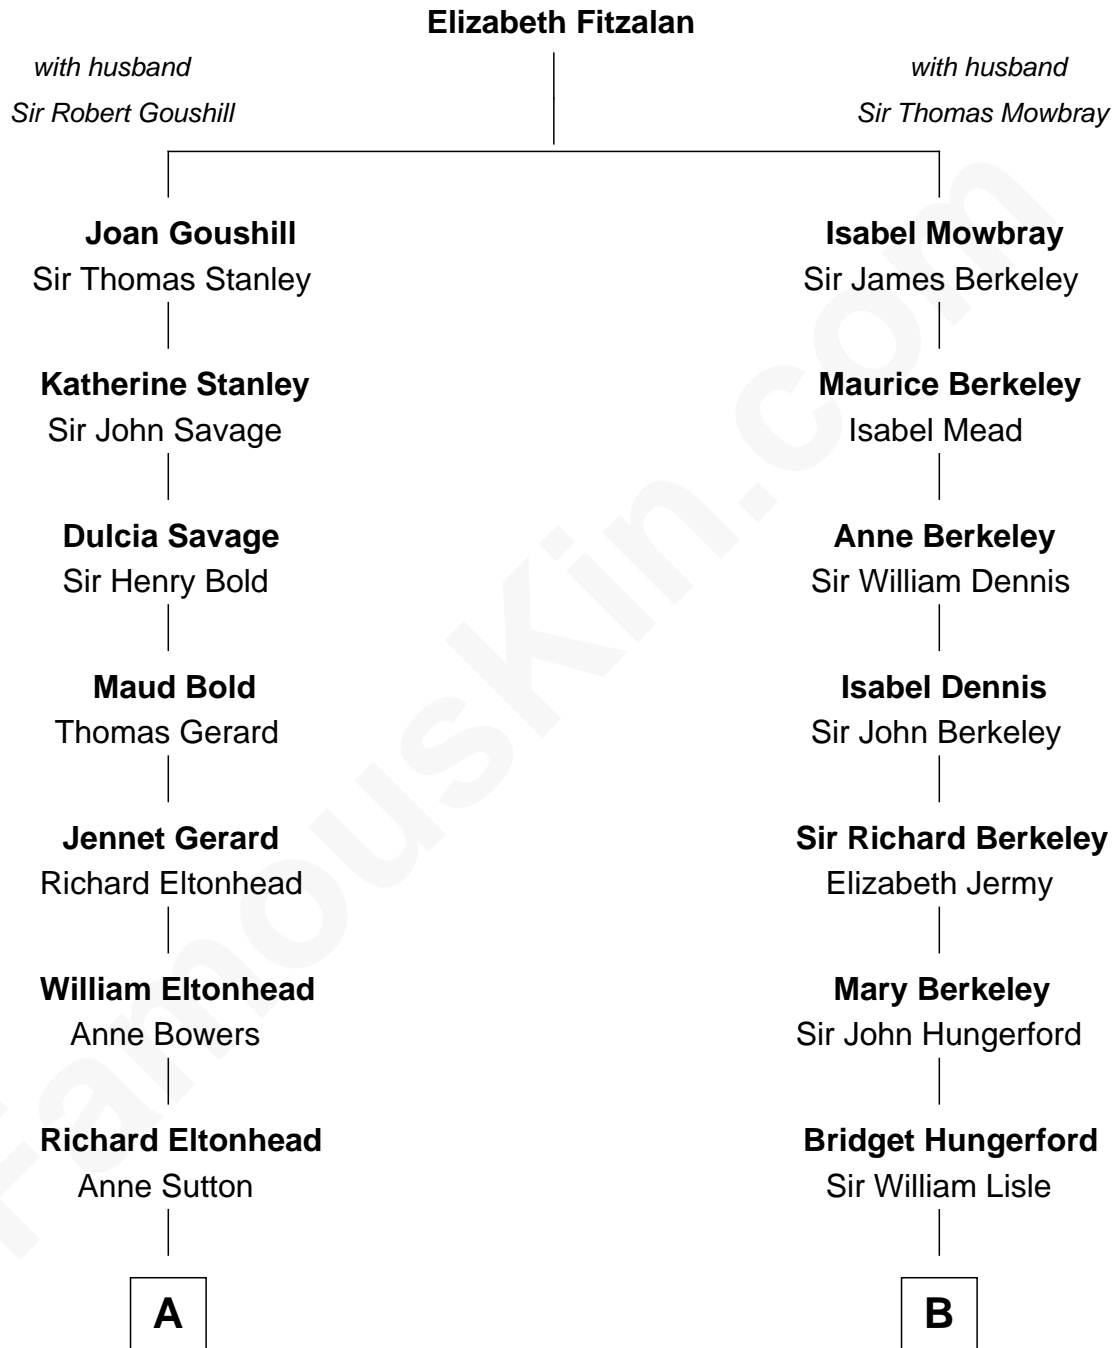 Elizabeth Fitzalan
with husband
Sir Robert Goushill
with husband
Sir Thomas Mowbray
Joan Goushill
Sir Thomas Stanley
Isabel Mowbray
Sir James Berkeley
Katherine Stanley
Sir John Savage
Maurice Berkeley
Isabel Mead
Dulcia Savage
Sir Henry Bold
Anne Berkeley
Sir William Dennis
Maud Bold
Thomas Gerard
Isabel Dennis
Sir John Berkeley
Jennet Gerard
Richard Eltonhead
Sir Richard Berkeley
Elizabeth Jermy
William Eltonhead
Anne Bowers
Mary Berkeley
Sir John Hungerford
Richard Eltonhead
Anne Sutton
Bridget Hungerford
Sir William Lisle
A
B
FamousKin.com